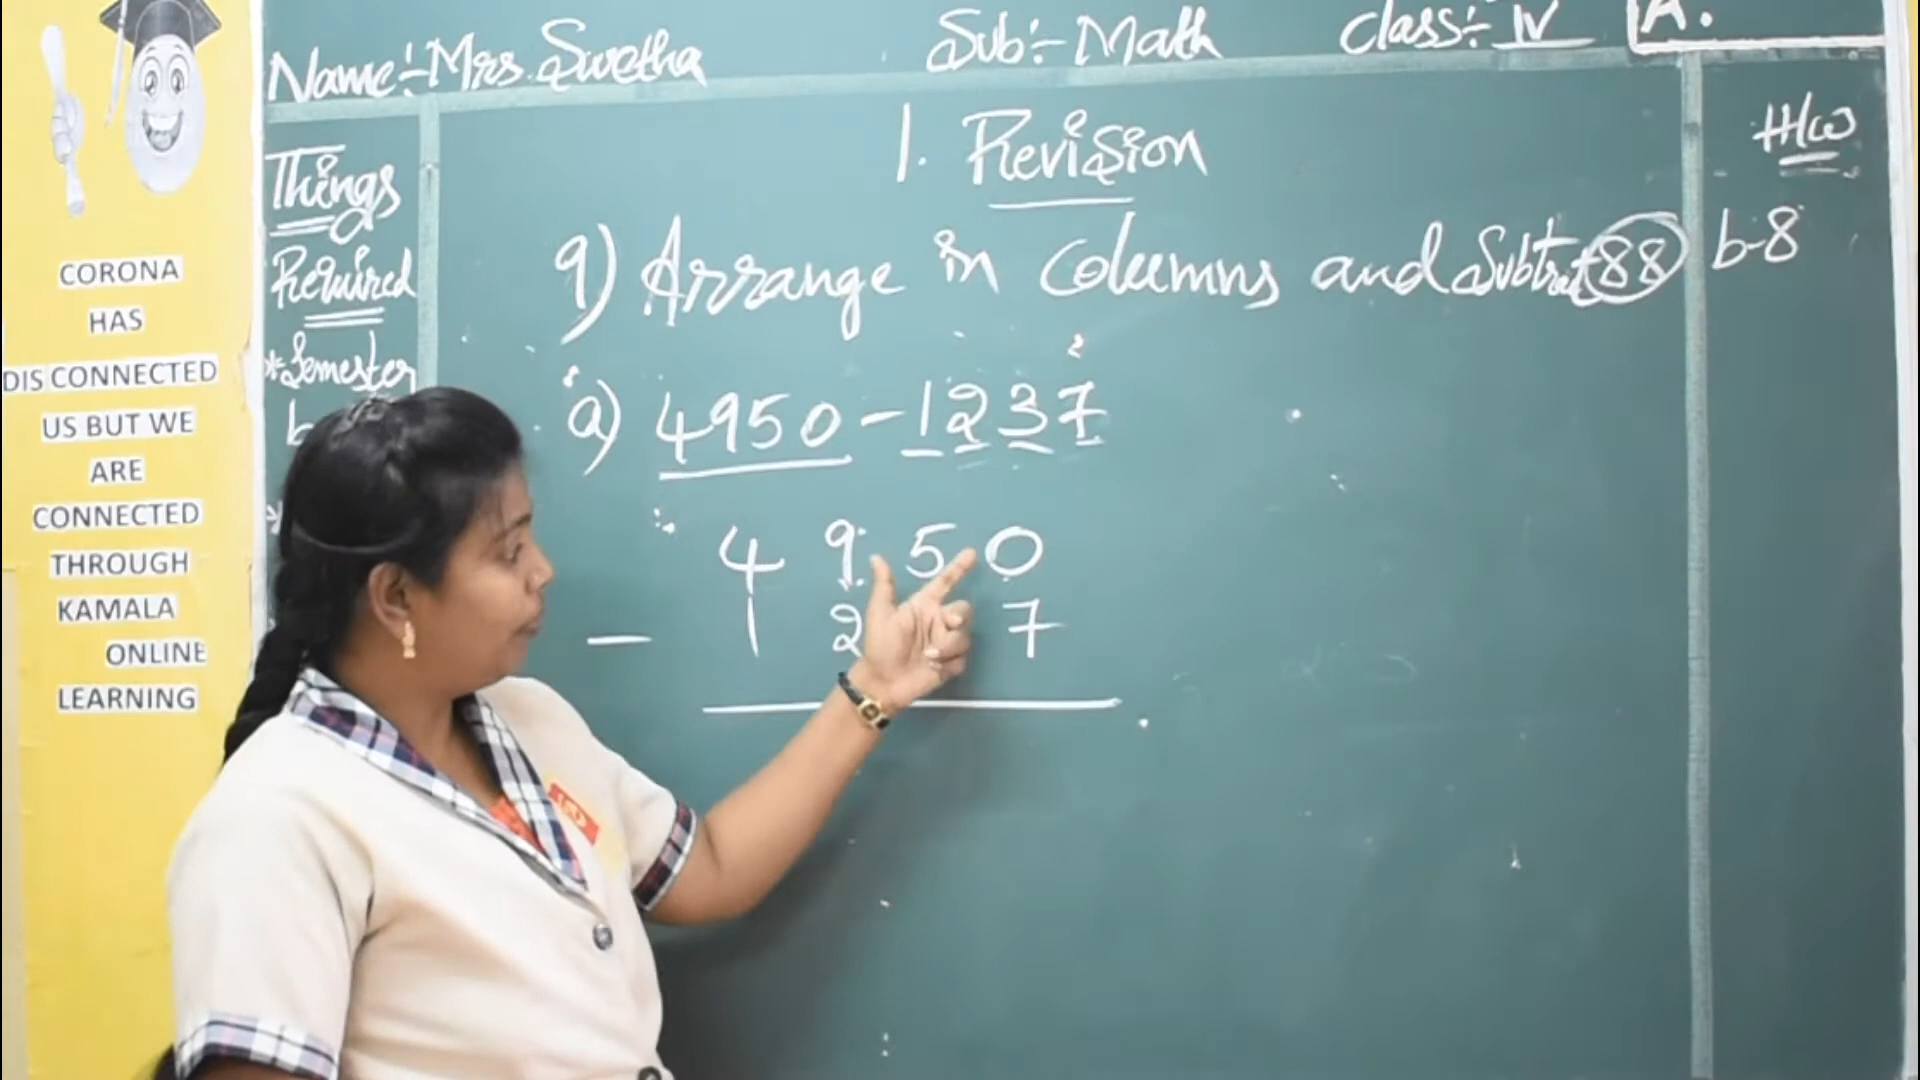 CORONA
HAS
DIS CONNECTED
US BUT WE
ARE
CONNECTED
THROUGH
KAMALA
ONLINE
LEARNING
Name:- Mrs. Swetha
Sub:- Math
Class:- IV
A.
Things
Required
* Semester
1. Revision
9) Arrange in Columns and Subtract 88
a) 4950 - 1237
4 9 5 0
- 1 2 7
H/w
b-8